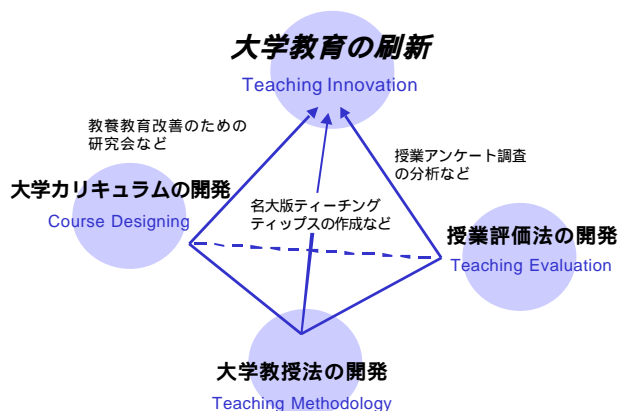 大学教育の刷新
Teaching Innovation
教養教育改善のための
研究会など
授業アンケート調査
の分析など
大学カリキュラムの開発
Course Designing
名大版ティーチング
ティップスの作成など
授業評価法の開発
Teaching Evaluation
大学教授法の開発
Teaching Methodology